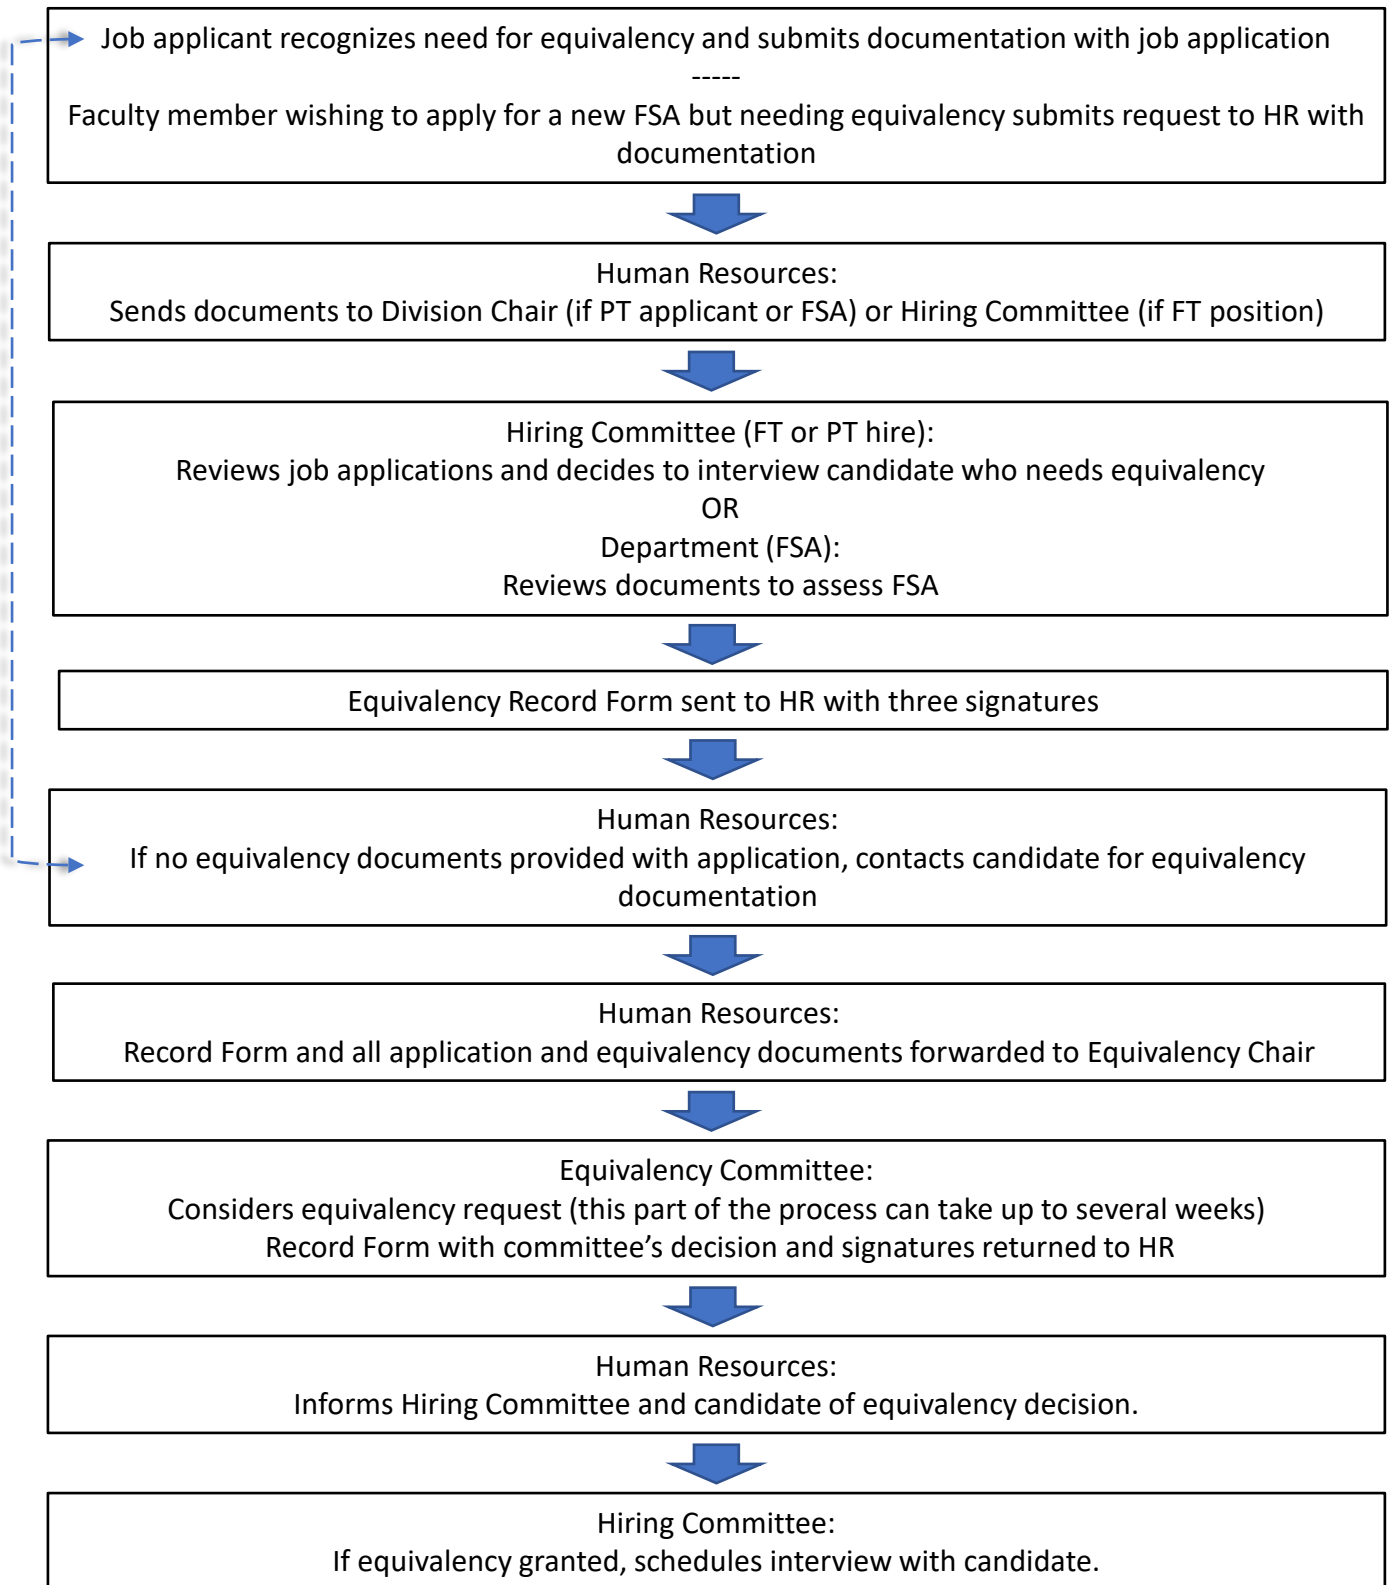 Job applicant recognizes need for equivalency and submits documentation with job application
-----
Faculty member wishing to apply for a new FSA but needing equivalency submits request to HR with
documentation
Human Resources:
Sends documents to Division Chair (if PT applicant or FSA) or Hiring Committee (if FT position)
Hiring Committee (FT or PT hire):
Reviews job applications and decides to interview candidate who needs equivalency
OR
Department (FSA):
Reviews documents to assess FSA
Equivalency Record Form sent to HR with three signatures
Human Resources:
If no equivalency documents provided with application, contacts candidate for equivalency
documentation
Human Resources:
Record Form and all application and equivalency documents forwarded to Equivalency Chair
Equivalency Committee:
Considers equivalency request (this part of the process can take up to several weeks)
Record Form with committee’s decision and signatures returned to HR
Human Resources:
Informs Hiring Committee and candidate of equivalency decision.
Hiring Committee:
If equivalency granted, schedules interview with candidate.